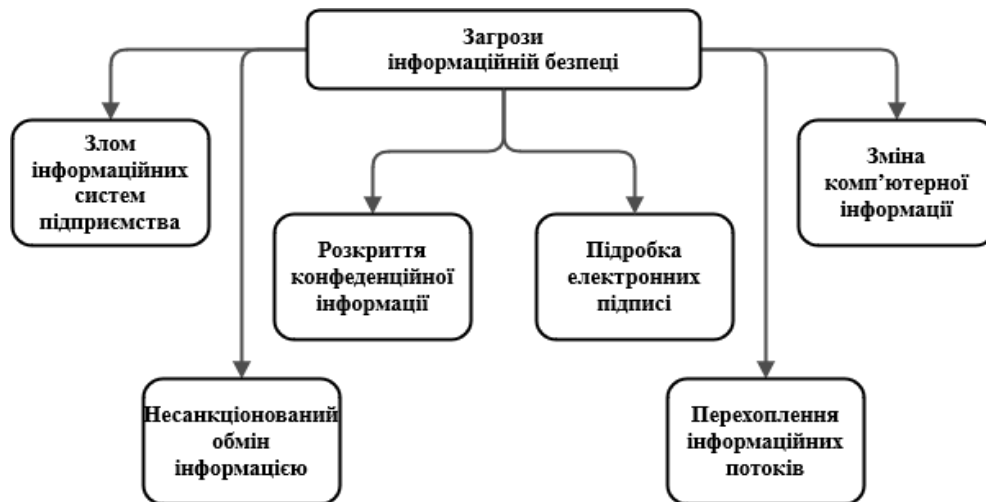 Загрози
інформаційній безпеці
Злом
інформаційних
систем
підприємства
Зміна
комп’ютерної
інформації
Розкриття
конфеденційної
інформації
Підробка
електронних
підписі
Несанкціонований
обмін
інформацією
Перехоплення
інформаційних
потоків